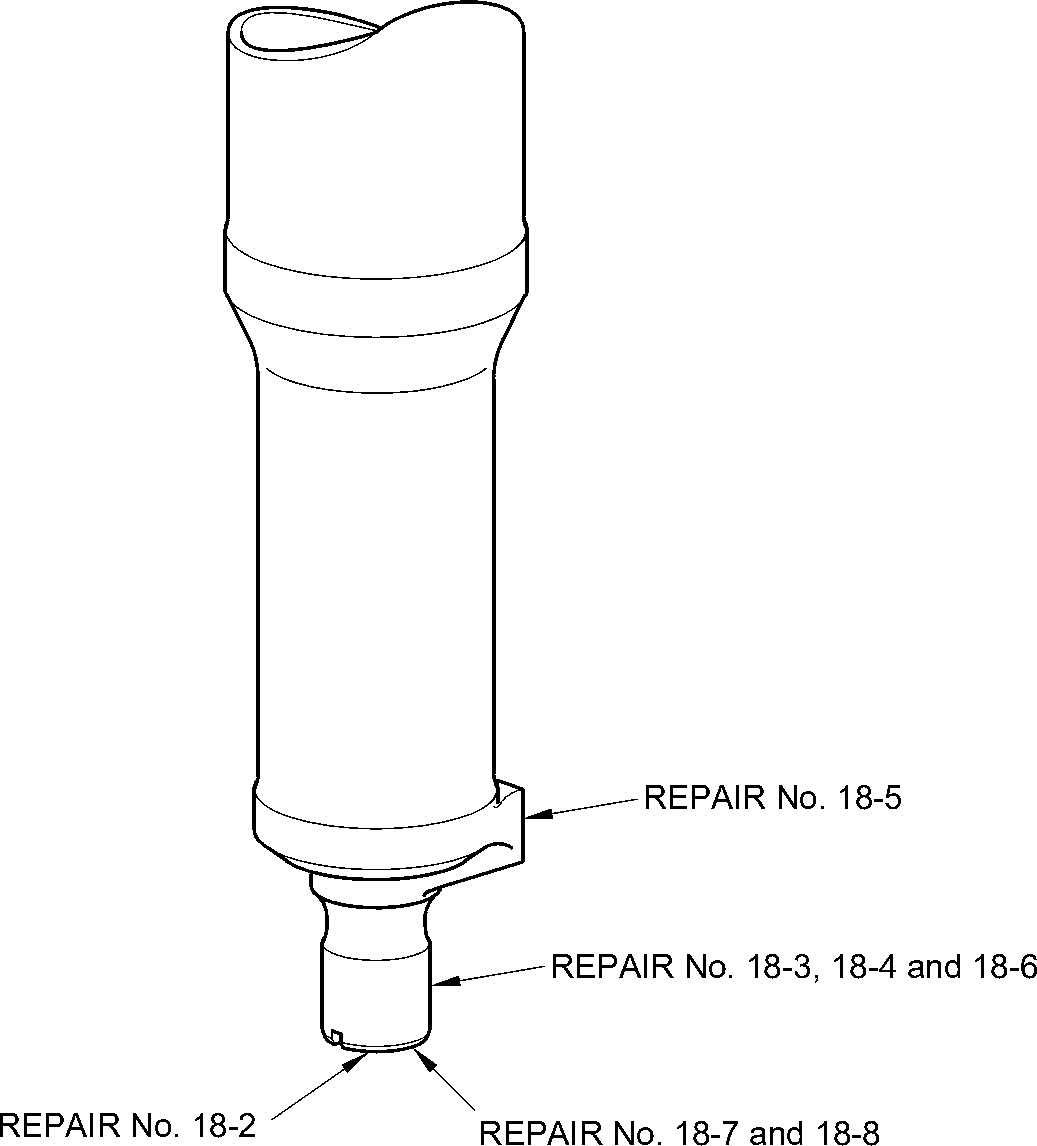 REPAIR No. 18-5
REPAIR No. 18-3, 18-4 and 18-6
REPAIR No. 18-2
REPAIR No. 18-7 and 18-8